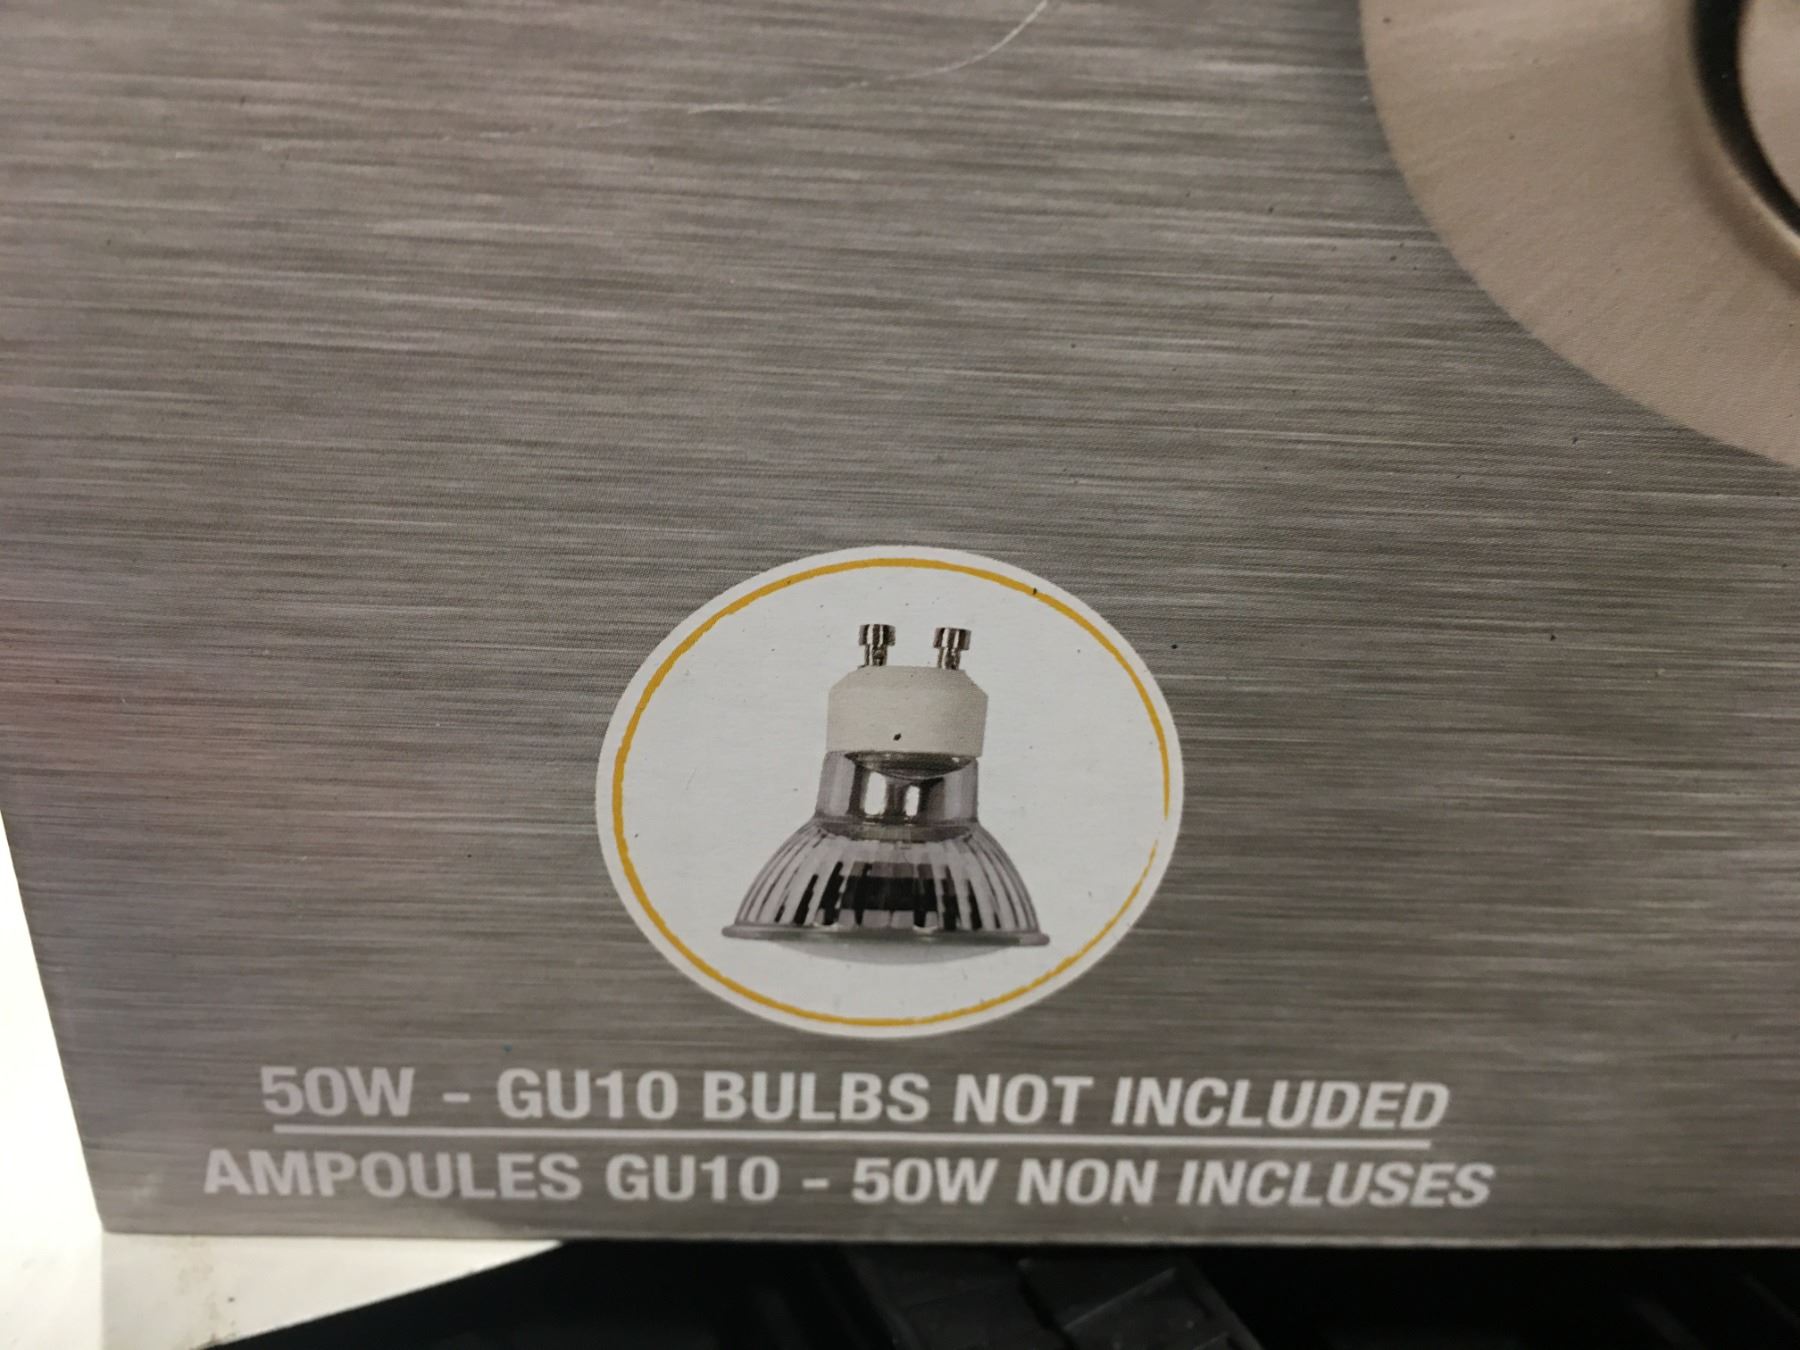 50W - GU10 BULBS NOT INCLUDED
AMPOULES GU10 - 50W NON INCLUSES